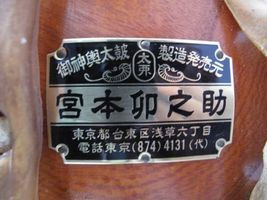 御神輿太鼓 太卯 製造発売元
宮本卯之助
東京都台東区浅草六丁目
電話東京(874)4131(代)